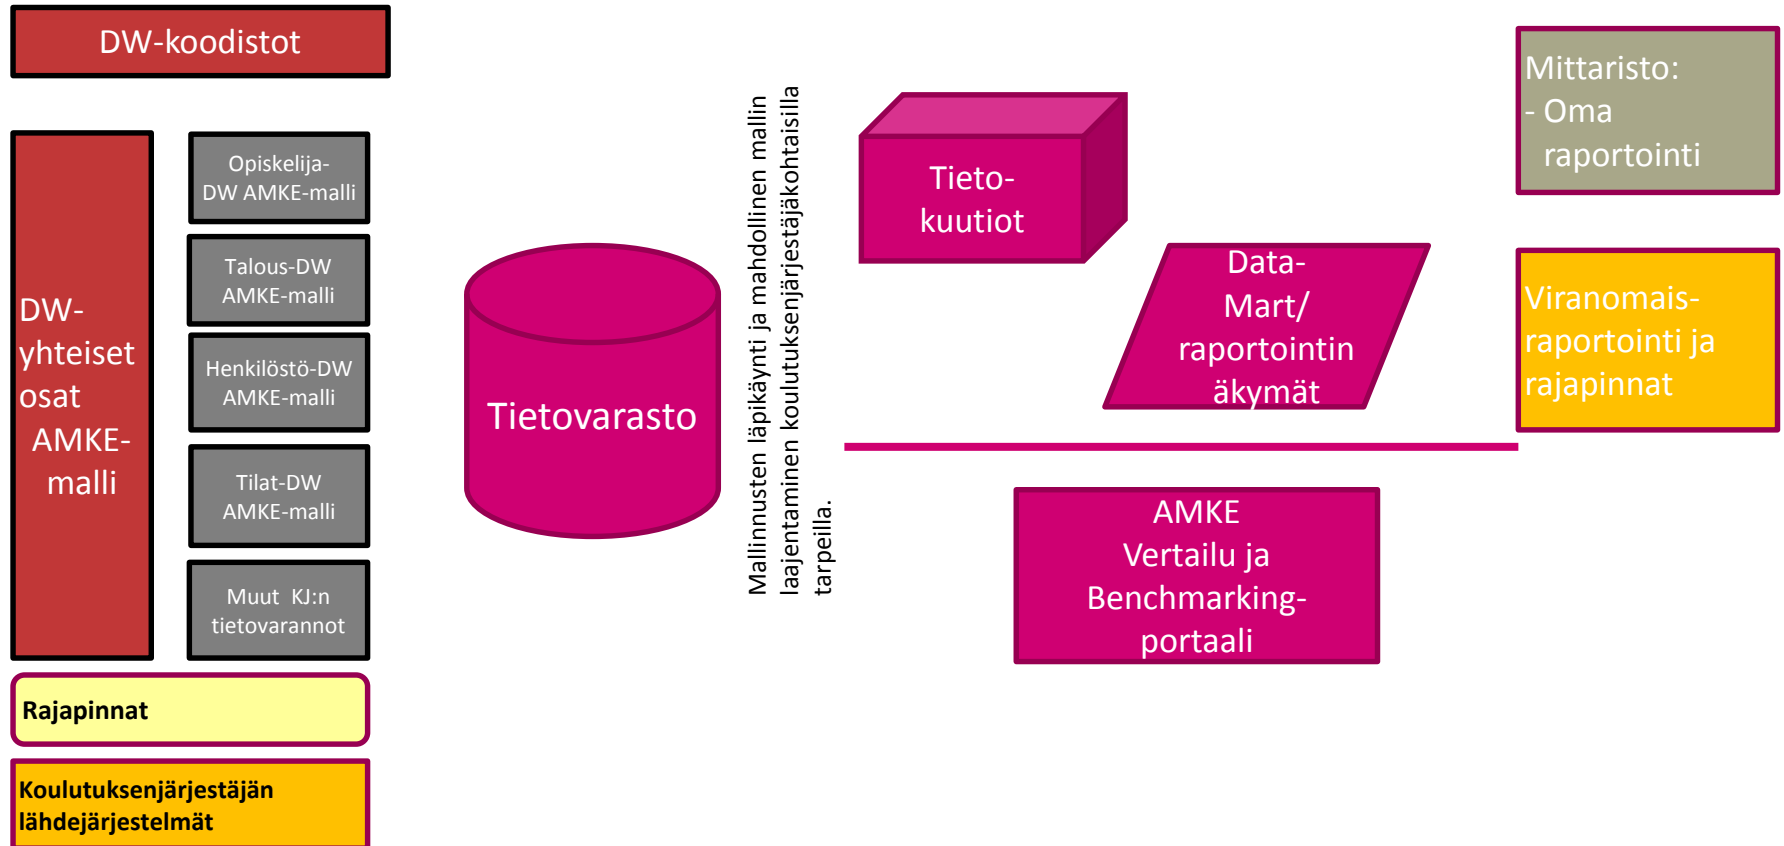 DW-koodistot
DW-
yhteiset
osat
AMKE-
malli
Opiskelija-
DW AMKE-malli
Talous-DW
AMKE-malli
Henkilöstö-DW
AMKE-malli
Tilat-DW
AMKE-malli
Muut KJ:n
tietovarannot
Rajapinnat
Koulutuksenjärjestäjän
lähdejärjestelmät
Tietovarasto
Mallinnusten läpikäynti ja mahdollinen mallin
laajentaminen koulutuksenjärjestäjäkohtaisilla
tarpeilla.
Tieto-
kuutiot
Data-
Mart/
raportointin
äkymät
AMKE
Vertailu ja
Benchmarking-
portaali
Mittaristo:
- Oma
raportointi
Viranomais-
raportointi ja
rajapinnat